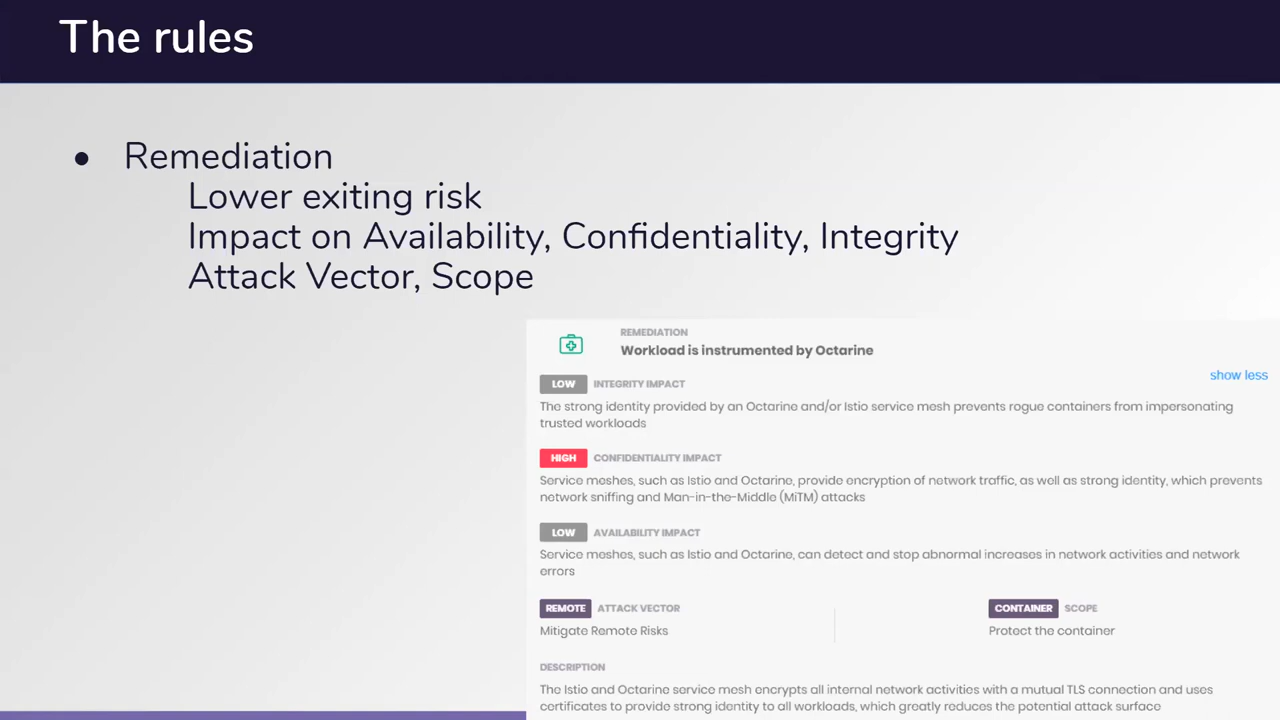 The rules
● Remediation
Lower exiting risk
Impact on Availability, Confidentiality, Integrity
Attack Vector, Scope
REMEDIATION
Workload is instrumented by Octarine
show less
LOW INTEGRITY IMPACT
The strong identity provided by an Octarine and/or Istio service mesh prevents rogue containers from impersonating
trusted workloads
HIGH CONFIDENTIALITY IMPACT
Service meshes, such as Istio and Octarine, provide encryption of network traffic, as well as strong identity, which prevents
network sniffing and Man-in-the-Middle (MiTM) attacks
LOW AVAILABILITY IMPACT
Service meshes, such as Istio and Octarine, can detect and stop abnormal increases in network activities and network
errors
REMOTE ATTACK VECTOR
Mitigate Remote Risks
CONTAINER SCOPE
Protect the container
DESCRIPTION
The Istio and Octarine service mesh encrypts all internal network activities with a mutual TLS connection and uses
certificates to provide strong identity to all workloads, which greatly reduces the potential attack surface